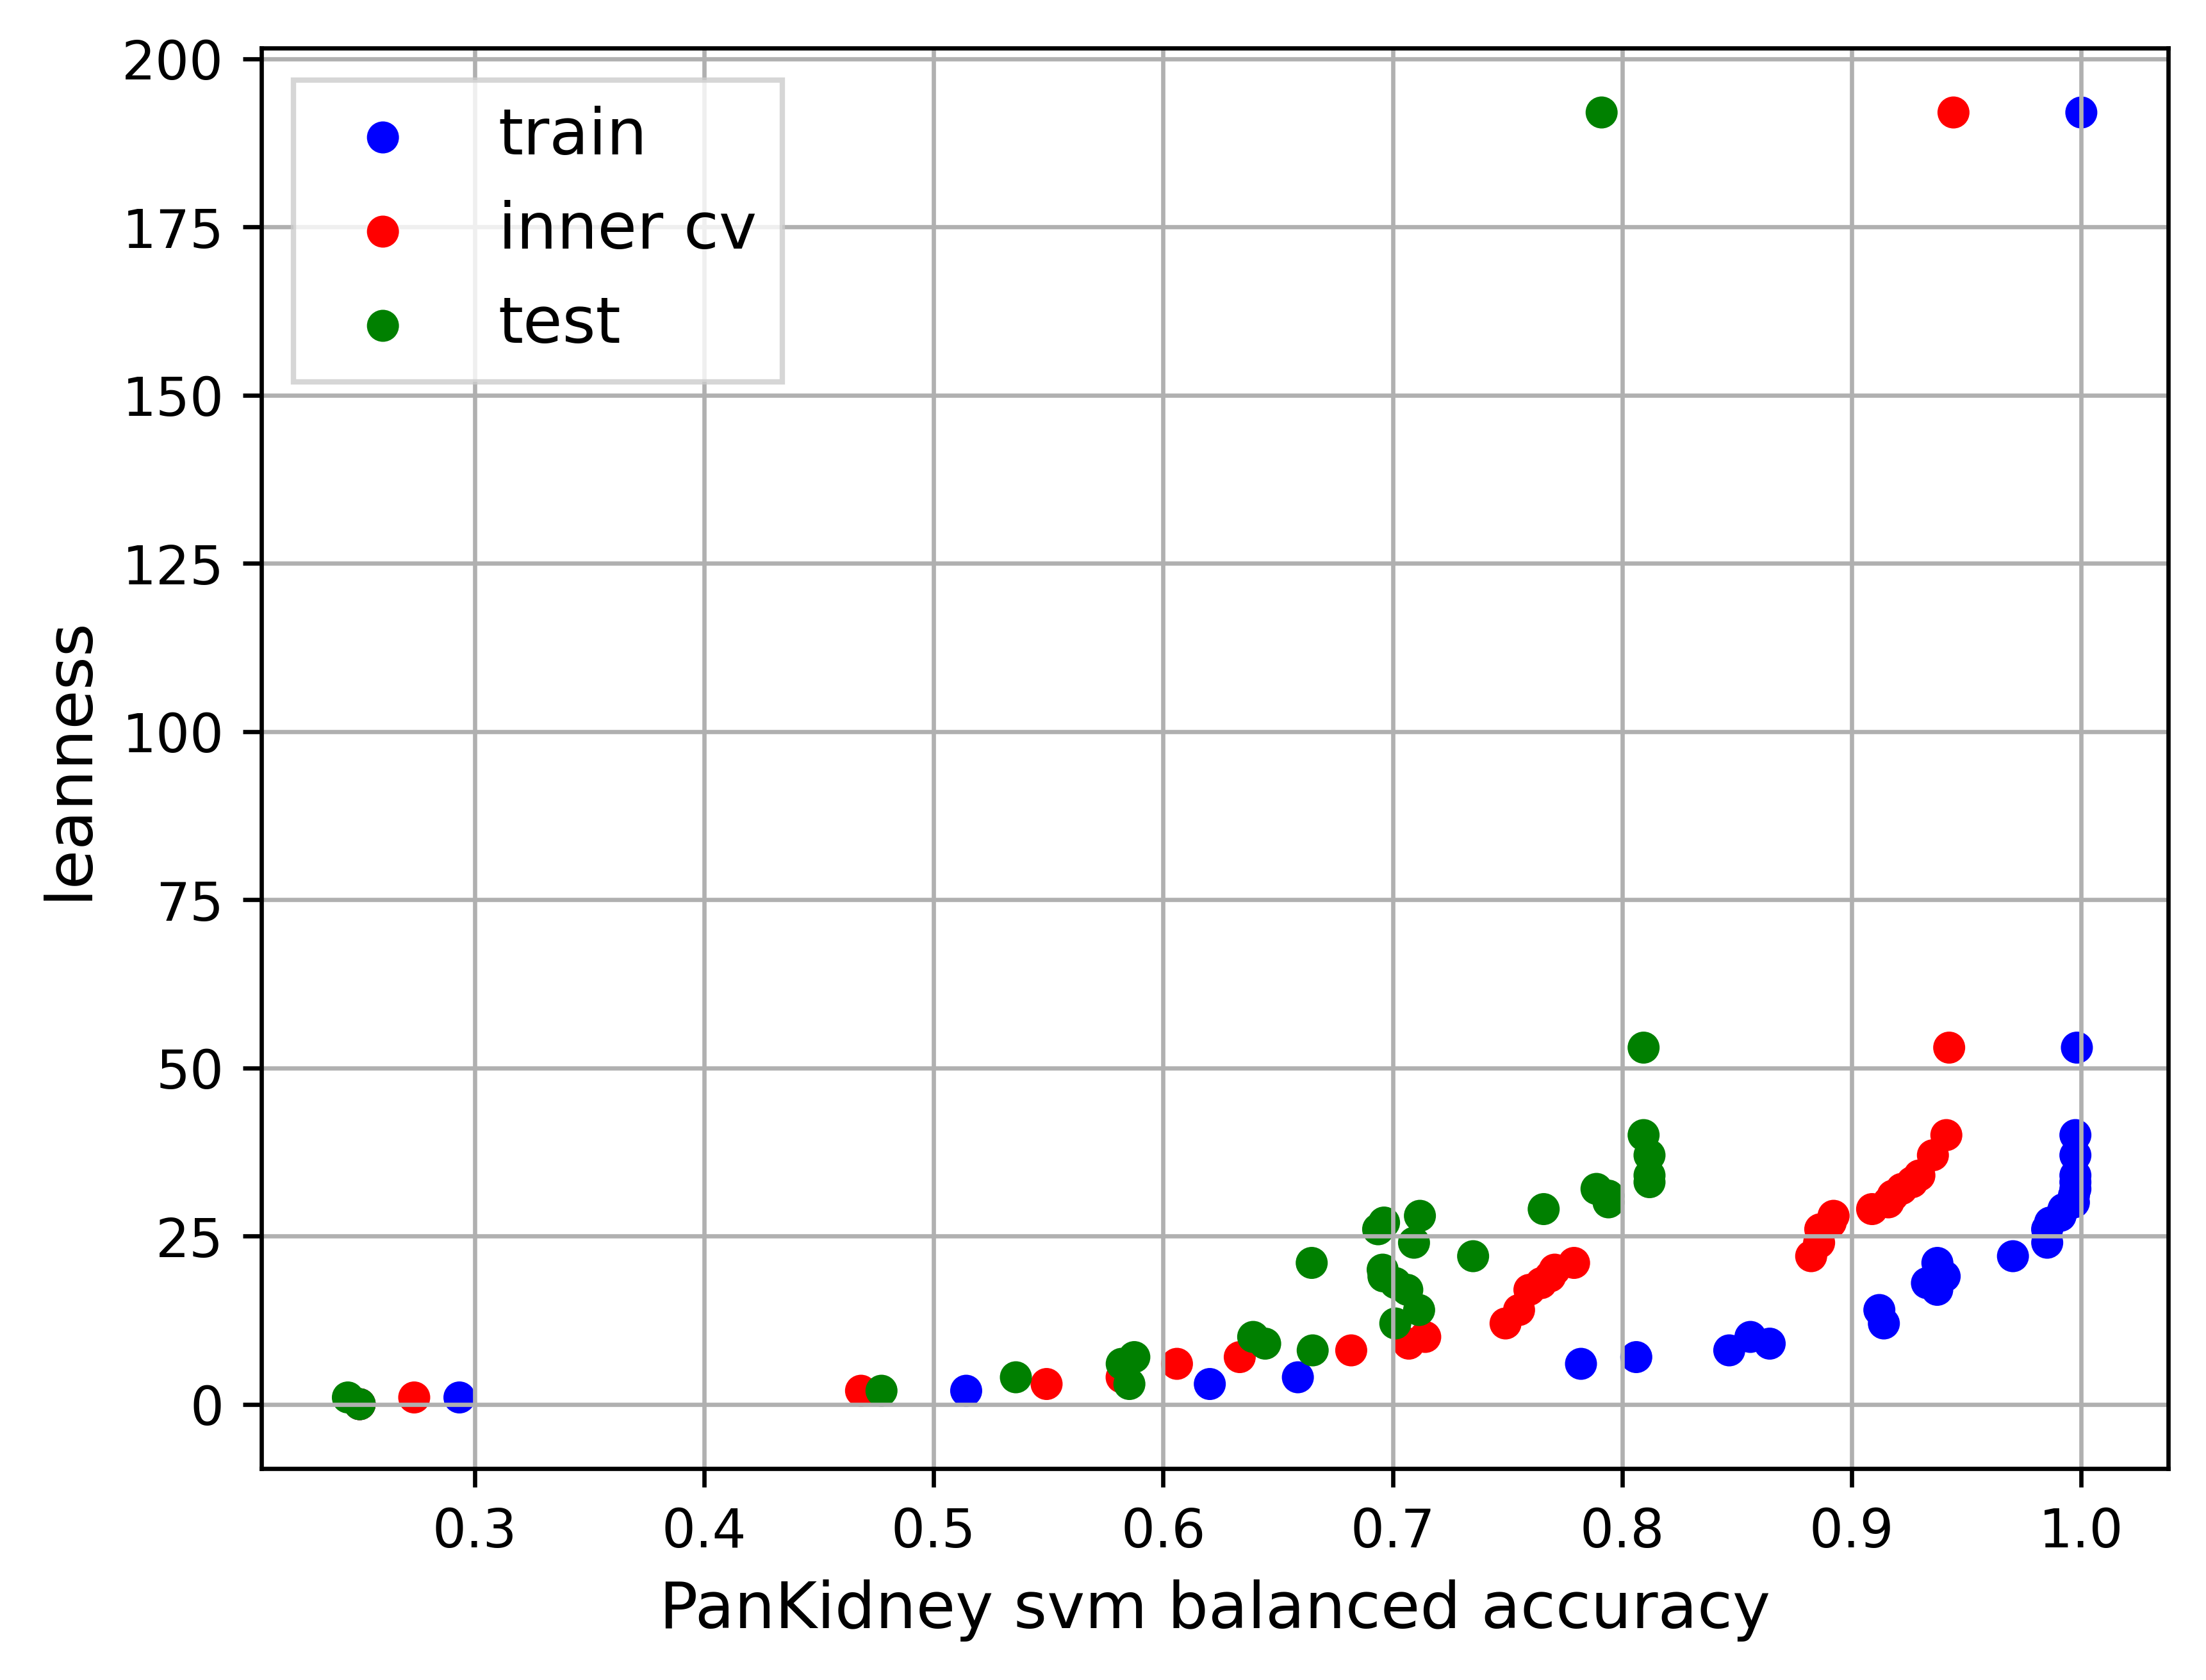 200
175
150
125
100
75
50
25
0
leanness
train
inner cv
test
0.3 0.4 0.5 0.6 0.7 0.8 0.9 1.0
PanKidney svm balanced accuracy